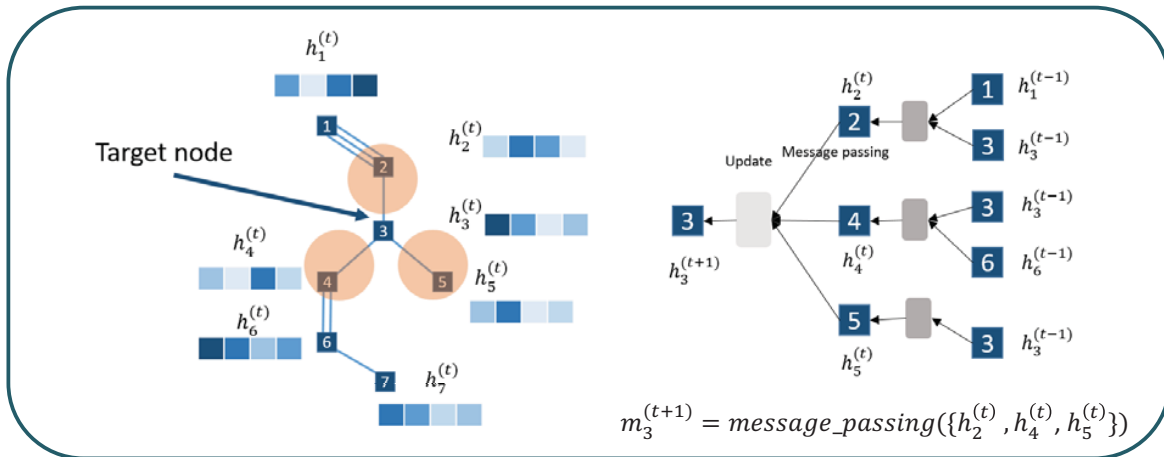 h_1^{(t)}
1
Target node
2
h_2^{(t)}
3
h_3^{(t)}
h_4^{(t)}
4
5
h_5^{(t)}
h_6^{(t)}
6
7
h_7^{(t)}
h_2^{(t)}
1
h_1^{(t-1)}
2
3
h_3^{(t-1)}
Update
Message passing
3
h_3^{(t-1)}
3
4
h_3^{(t+1)}
h_4^{(t)}
6
h_6^{(t-1)}
5
h_5^{(t)}
3
h_3^{(t-1)}
m_3^{(t+1)} = message_passing({h_2^{(t)}, h_4^{(t)}, h_5^{(t)}})